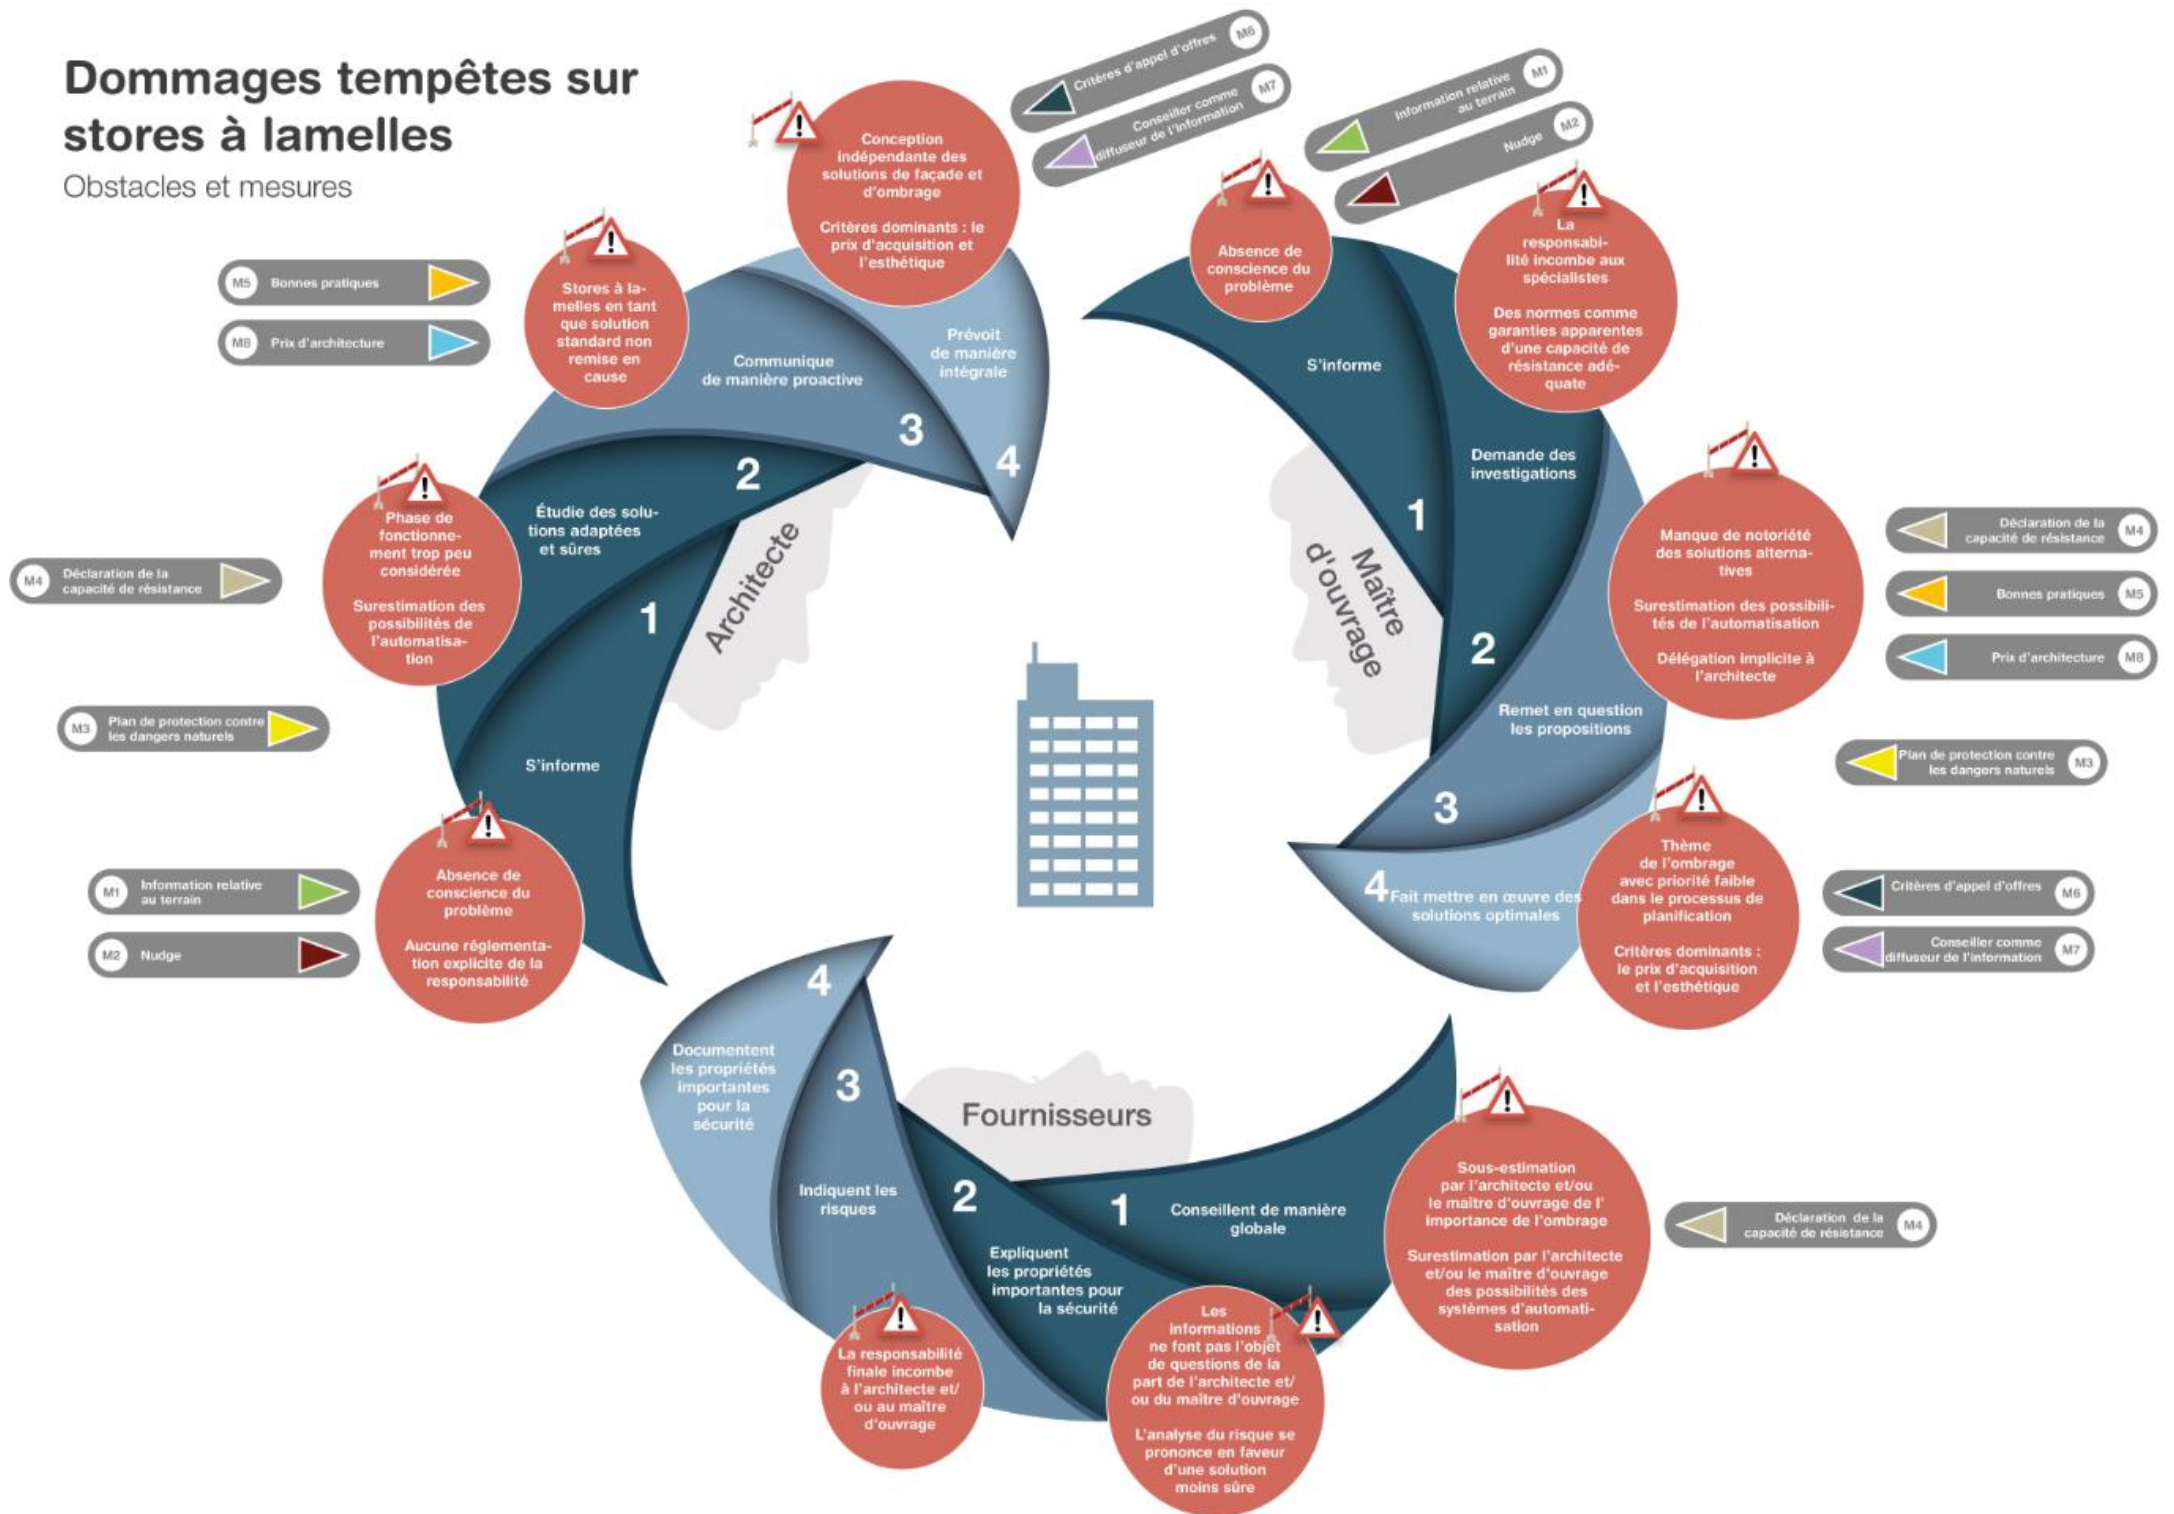 Dommages tempêtes sur
stores à lamelles
Obstacles et mesures
M5 Bonnes pratiques
M8 Prix d'architecture
Stores à la-
melles en tant
que solution
standard non
remise en
cause
Conception
indépendante des
solutions de façade et
d'ombrage
Critères dominants : le
prix d'acquisition et
l'esthétique
Critères d'appel d'offres M6
Conseiller comme
diffuseur de l'information M7
Communique
de manière proactive
3
Prévoit
de manière
intégrale
4
Étudie des solu-
tions adaptées
et sûres
2
Phase de
fonctionne-
ment trop peu
considérée
Surestimation des
possibilités de
l'automatisa-
tion
M4 Déclaration de la
capacité de résistance
M3 Plan de protection contre
les dangers naturels
1
S'informe
Architecte
Absence de
conscience du
problème
Aucune réglementa-
tion explicite de la
responsabilité
M1 Information relative
au terrain
M2 Nudge
Information relative
au terrain M1
Nudge M2
Absence de
conscience du
problème
La
responsabi-
lité incombe aux
spécialistes
Des normes comme
garanties apparentes
d'une capacité de
résistance adé-
quate
S'informe
1
Demande des
investigations
2
Maître
d'ouvrage
Manque de notoriété
des solutions alterna-
tives
Surestimation des possibili-
tés de l'automatisation
Délégation implicite à
l'architecte
Déclaration de la
capacité de résistance M4
Bonnes pratiques M5
Prix d'architecture M8
Remet en question
les propositions
3
Plan de protection contre
les dangers naturels M3
Thème
de l'ombrage
avec priorité faible
dans le processus de
planification
Critères dominants :
le prix d'acquisition
et l'esthétique
4 Fait mettre en œuvre des
solutions optimales
Critères d'appel d'offres M6
Conseiller comme
diffuseur de l'information M7
4
Documentent
les propriétés
importantes
pour la
sécurité
3
Indiquent les
risques
Fournisseurs
2
Expliquent
les propriétés
importantes pour
la sécurité
1
Conseillent de manière
globale
Sous-estimation
par l'architecte et/ou
le maître d'ouvrage de l'
importance de l'ombrage
Surestimation par l'architecte
et/ou le maître d'ouvrage
des possibilités des
systèmes d'automati-
sation
Déclaration de la
capacité de résistance M4
La responsabilité
finale incombe
à l'architecte et/
ou au maître
d'ouvrage
Les
informations
ne font pas l'objet
de questions de la
part de l'architecte et/
ou du maître d'ouvrage
L'analyse du risque se
prononce en faveur
d'une solution
moins sûre